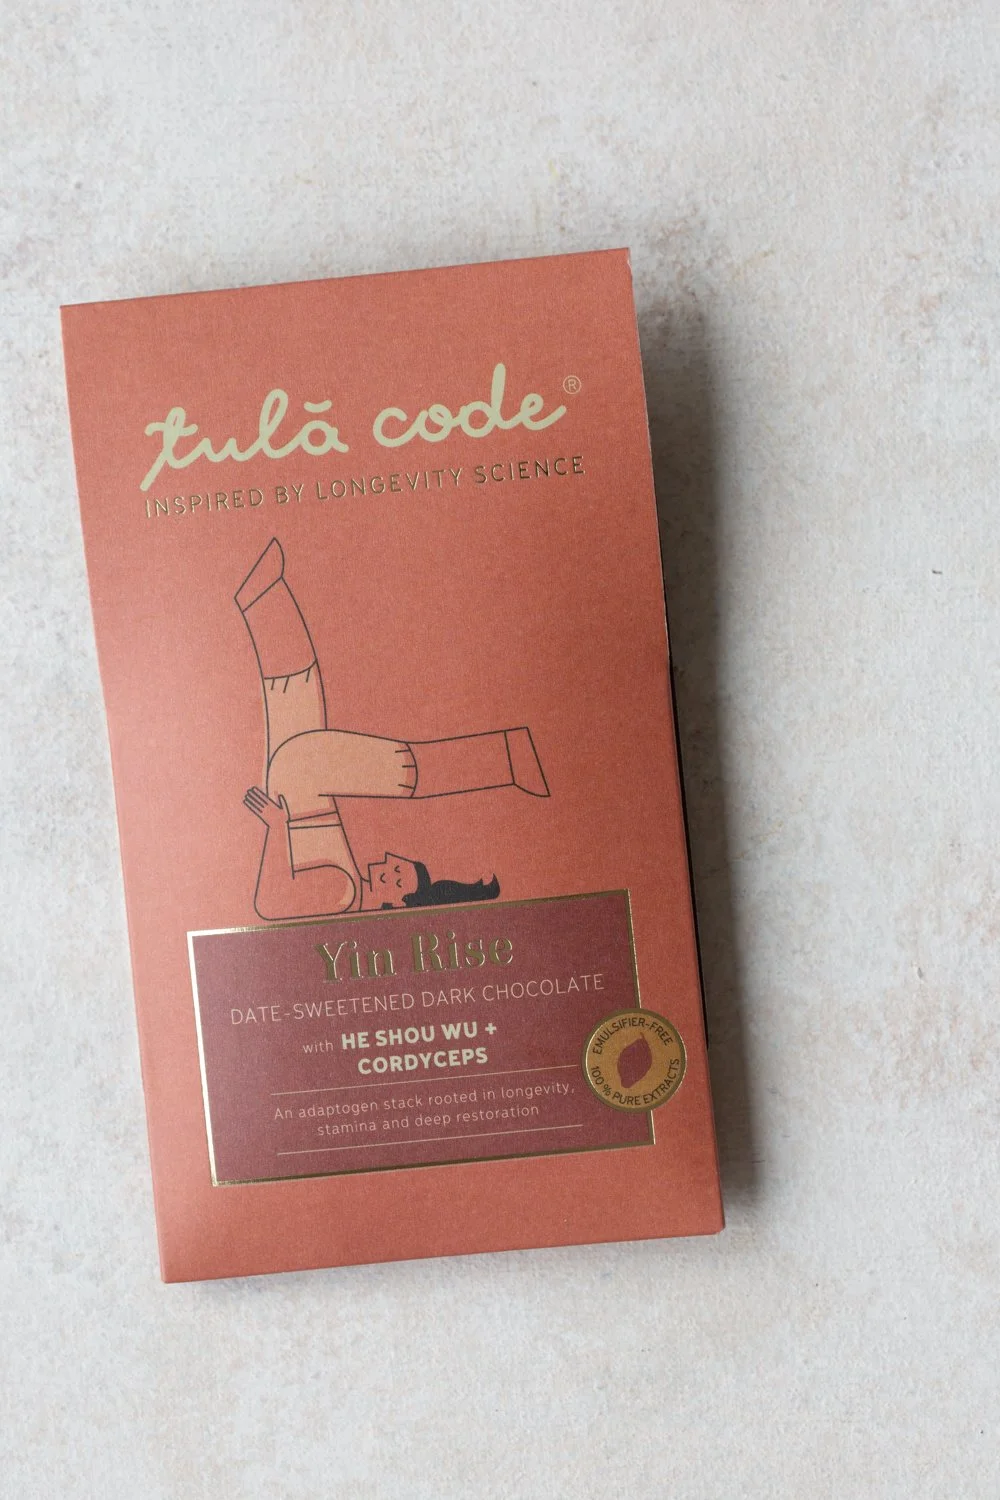 tulā code®
INSPIRED BY LONGEVITY SCIENCE
Yin Rise
DATE-SWEETENED DARK CHOCOLATE
with HE SHOU WU +
CORDYCEPS
An adaptogen stack rooted in longevity,
stamina and deep restoration
EMULSIFIER-FREE
100% PURE EXTRACTS